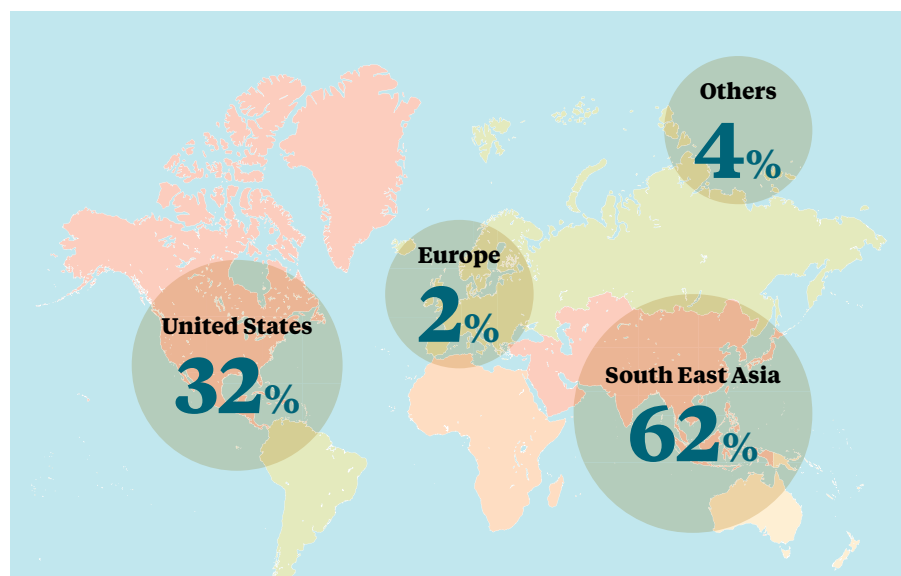 Others
4%
Europe
2%
United States
32%
South East Asia
62%